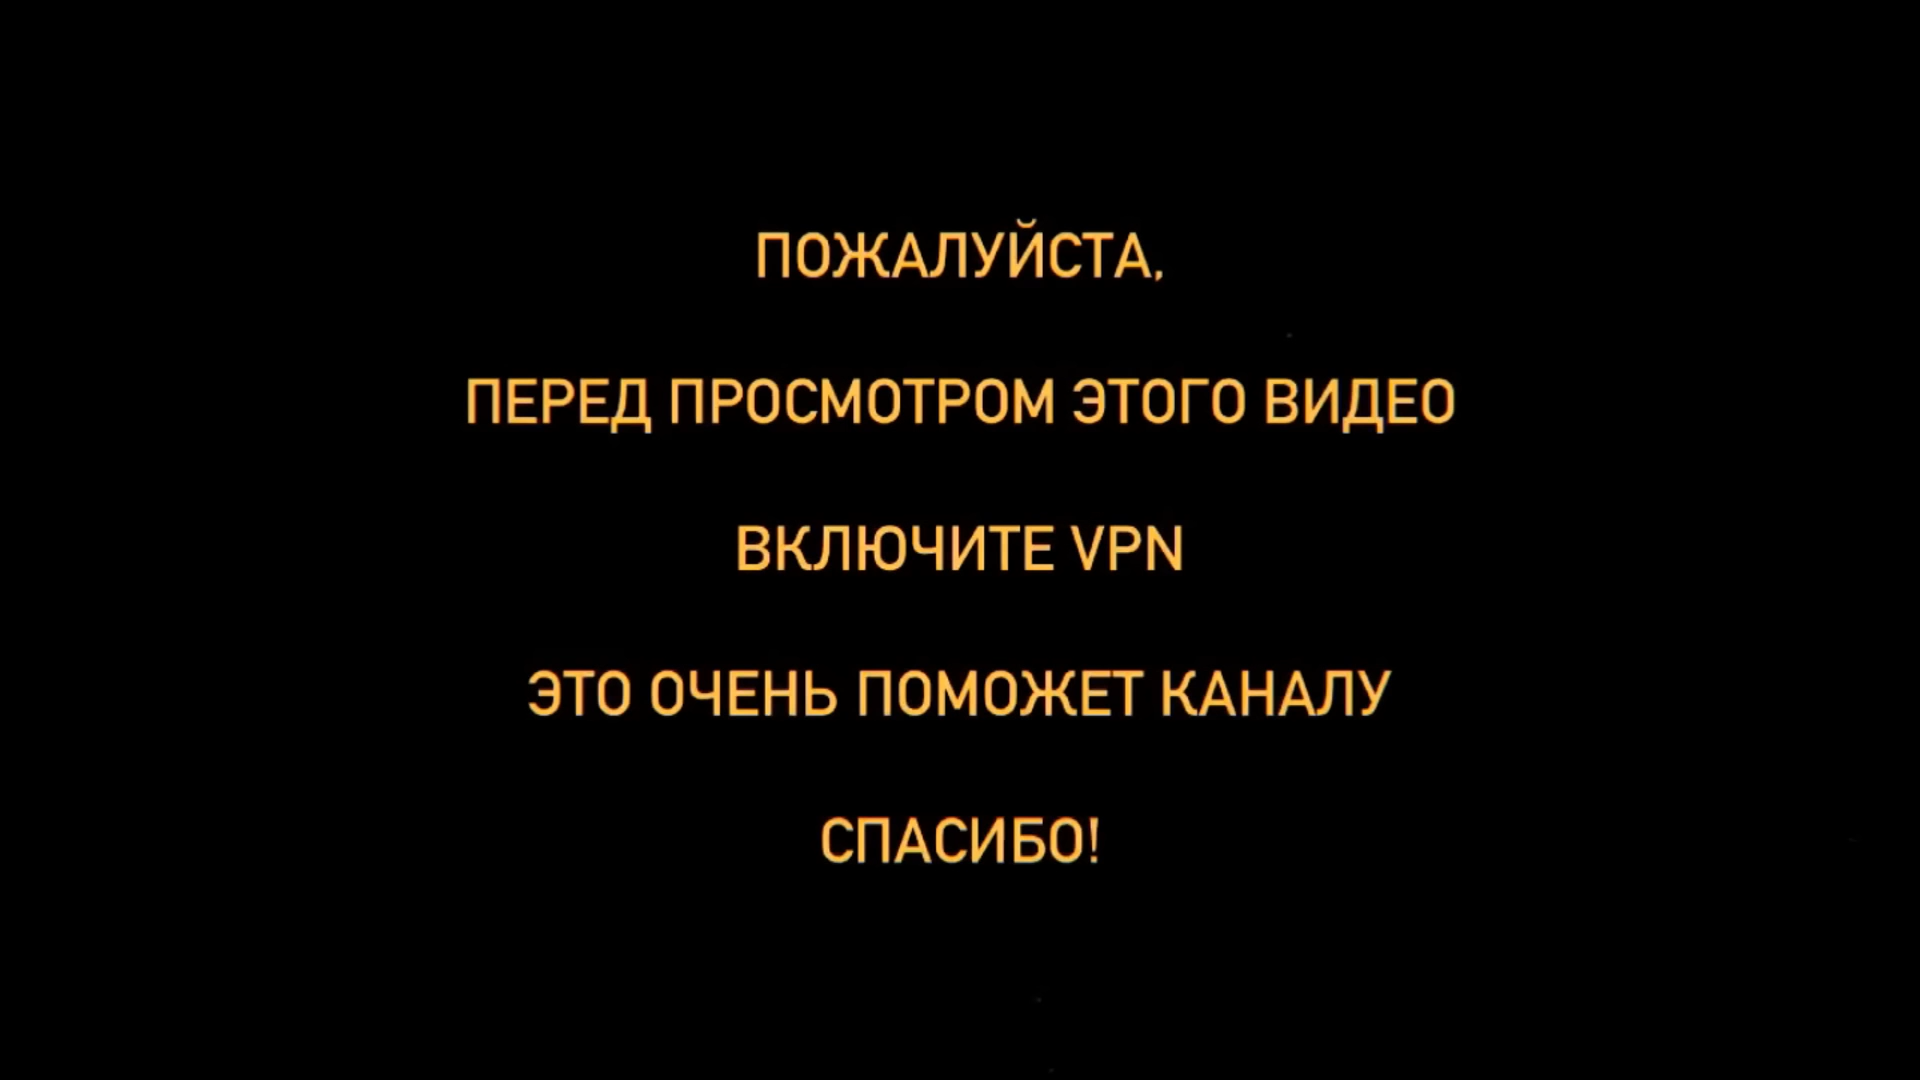 ПОЖАЛУЙСТА,
ПЕРЕД ПРОСМОТРОМ ЭТОГО ВИДЕО
ВКЛЮЧИТЕ VPN
ЭТО ОЧЕНЬ ПОМОЖЕТ КАНАЛУ
СПАСИБО!